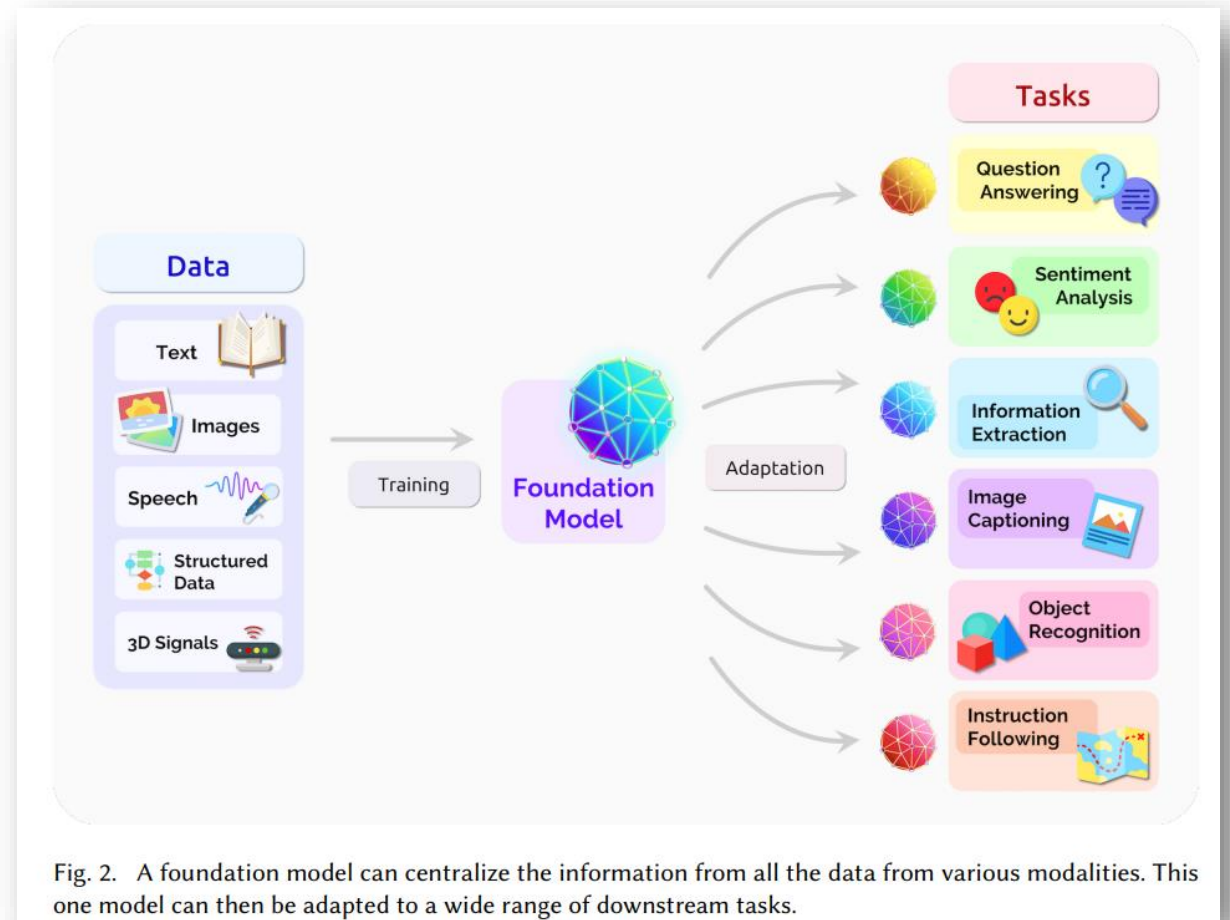 Tasks
Question
Answering
?
Sentiment
Analysis
Data
Text
Images
Information
Extraction
Training
Foundation
Model
Adaptation
Speech
Image
Captioning
Structured
Data
3D Signals
Object
Recognition
Instruction
Following
Fig. 2. A foundation model can centralize the information from all the data from various modalities. This
one model can then be adapted to a wide range of downstream tasks.